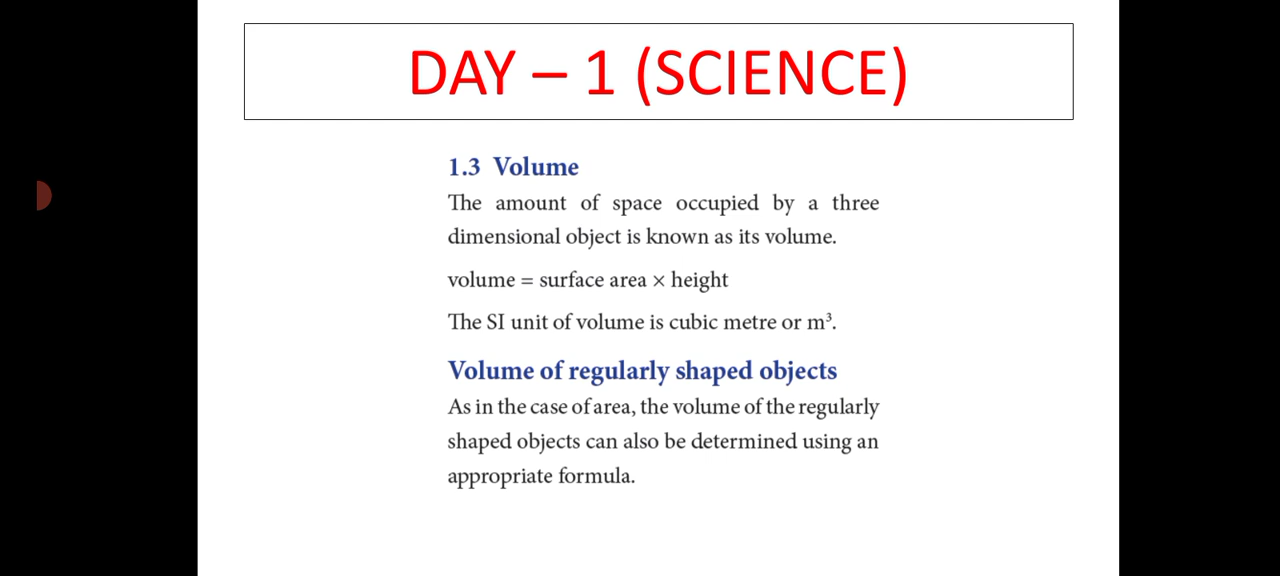 DAY – 1 (SCIENCE)
1.3 Volume
The amount of space occupied by a three
dimensional object is known as its volume.
volume = surface area × height
The SI unit of volume is cubic metre or m³.
Volume of regularly shaped objects
As in the case of area, the volume of the regularly
shaped objects can also be determined using an
appropriate formula.